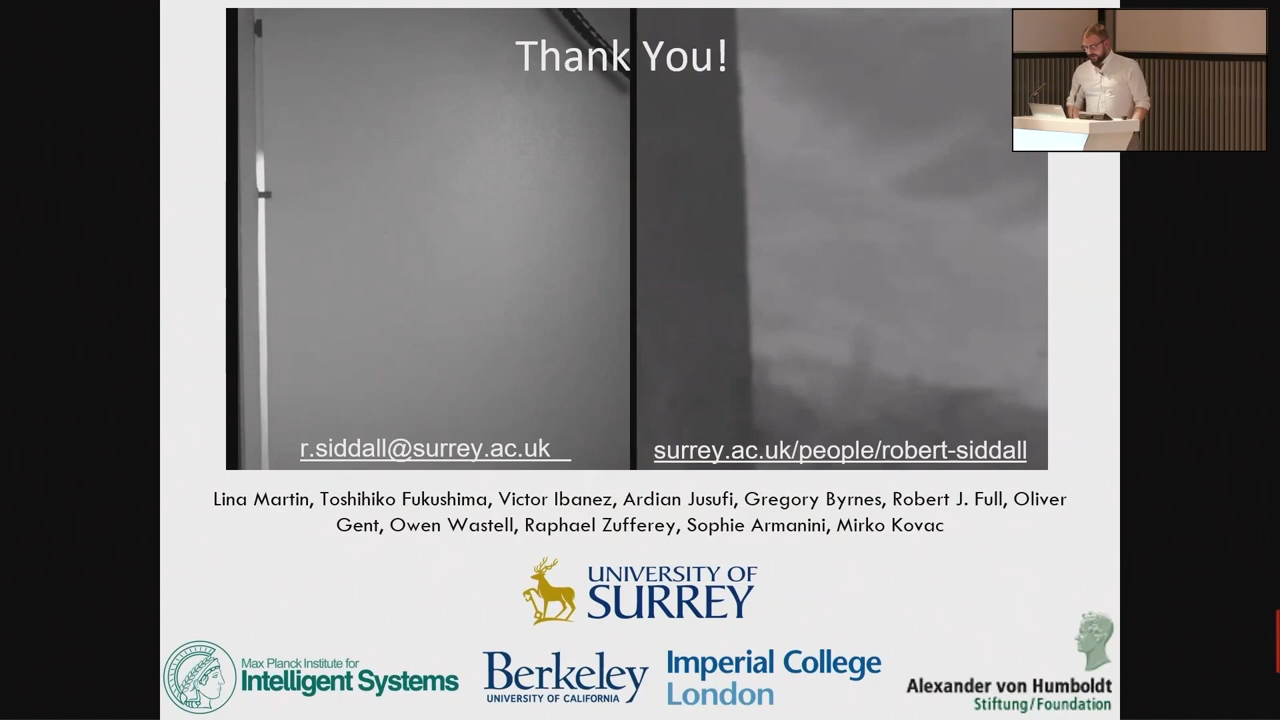 Thank You!
r.siddall@surrey.ac.uk
surrey.ac.uk/people/robert-siddall
Lina Martin, Toshihiko Fukushima, Victor Ibanez, Ardian Jusufi, Gregory Byrnes, Robert J. Full, Oliver
Gent, Owen Wastell, Raphael Zufferey, Sophie Armanini, Mirko Kovac
UNIVERSITY OF
SURREY
Max Planck Institute for
Intelligent Systems
Berkeley
UNIVERSITY OF CALIFORNIA
Imperial College
London
Alexander von Humboldt
Stiftung/Foundation